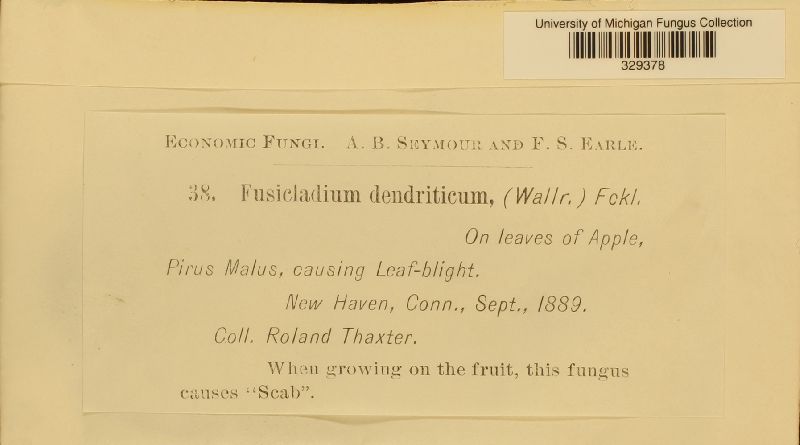 University of Michigan Fungus Collection
329378
Economic Fungi. A. B. Seymour and F. S. Earle.
38. Fusicladium dendriticum, (Wallr.) Fckl.
On leaves of Apple,
Pirus Malus, causing Leaf-blight.
New Haven, Conn., Sept., 1889.
Coll. Roland Thaxter.
When growing on the fruit, this fungus
causes "Scab".